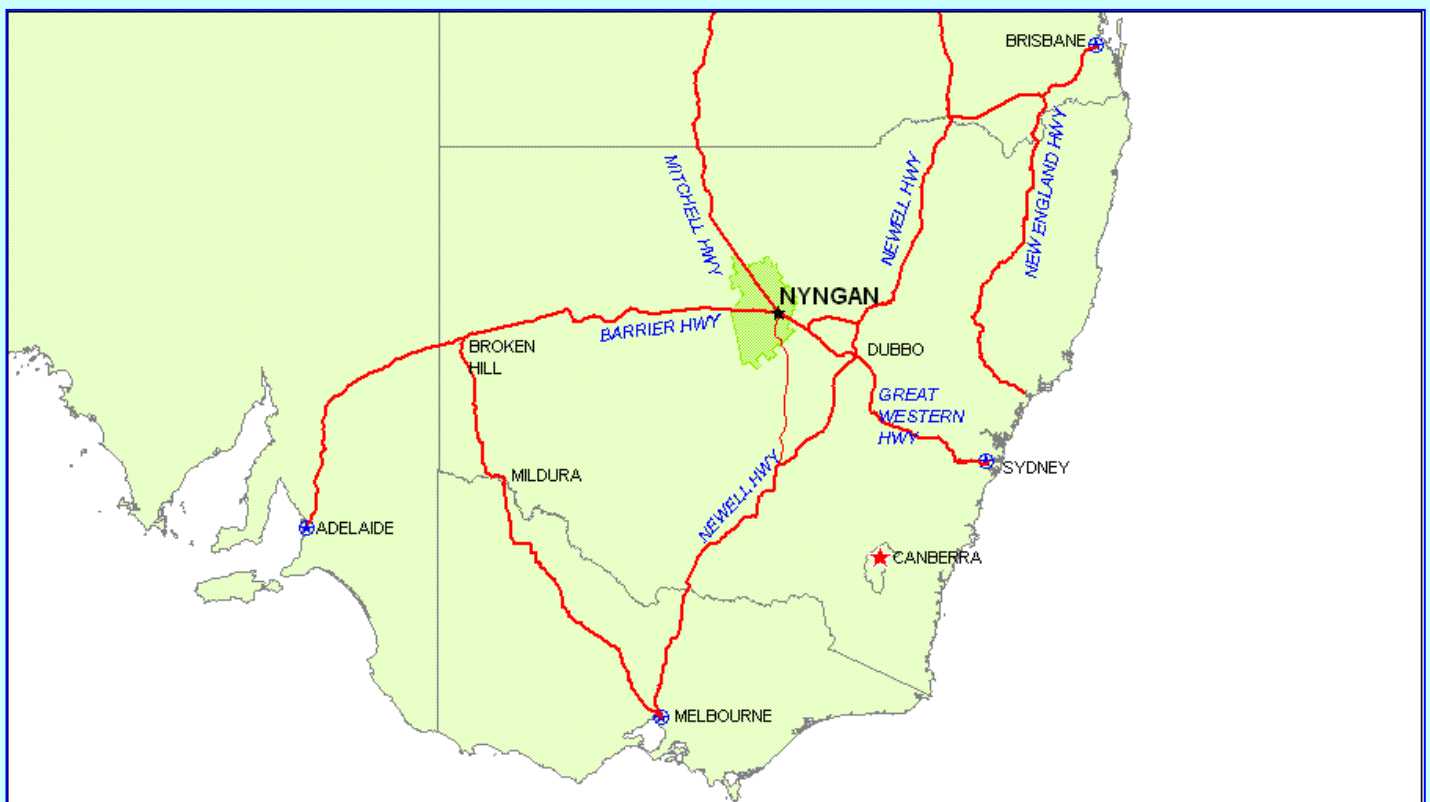 BRISBANE
MITCHELL HWY
NEWELL HWY
NEW ENGLAND HWY
NYNGAN
BARRIER HWY
BROKEN
HILL
DUBBO
GREAT
WESTERN
HWY
MILDURA
NEWELL HWY
SYDNEY
ADELAIDE
CANBERRA
MELBOURNE